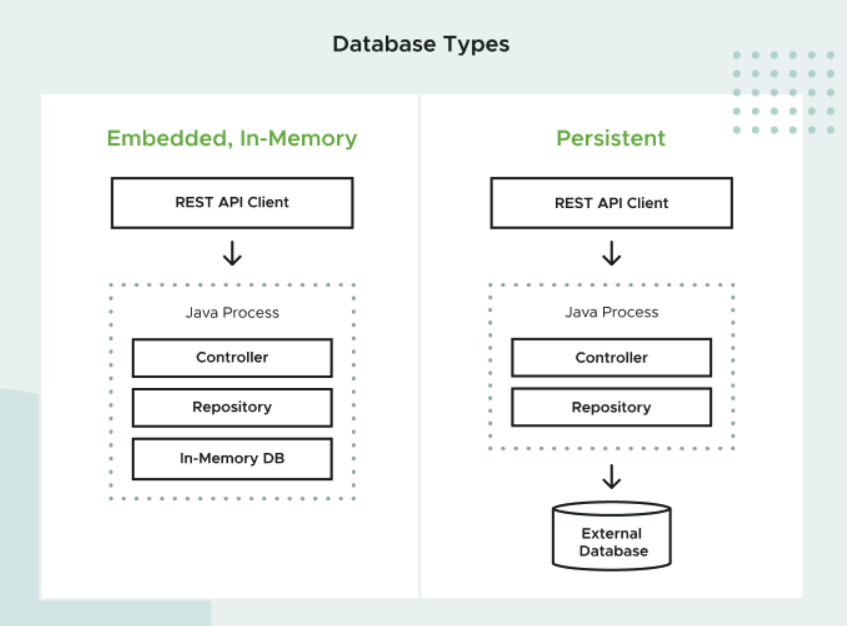 Database Types
Embedded, In-Memory
REST API Client
Java Process
Controller
Repository
In-Memory DB
Persistent
REST API Client
Java Process
Controller
Repository
External
Database